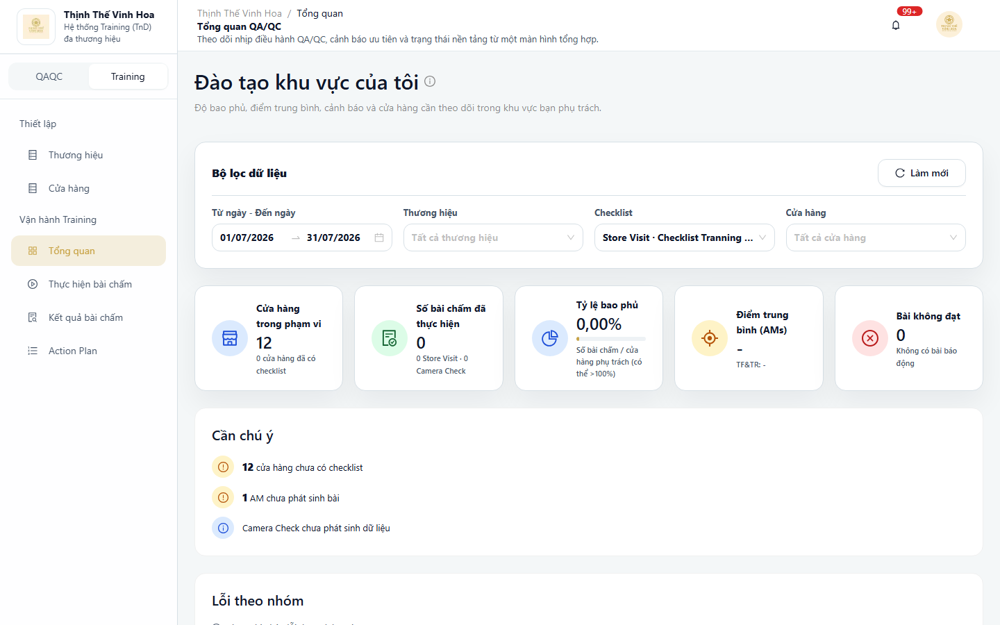 Thịnh Thế Vinh Hoa
Hệ thống Training (TnD)
đa thương hiệu
QAQC
Training
Thiết lập
Thương hiệu
Cửa hàng
Vận hành Training
Tổng quan
Thực hiện bài chấm
Kết quả bài chấm
Action Plan
Thịnh Thế Vinh Hoa / Tổng quan
Tổng quan QA/QC
Theo dõi nhịp điều hành QA/QC, cảnh báo ưu tiên và trạng thái nền tảng từ một màn hình tổng hợp.
99+
Đào tạo khu vực của tôi
Độ bao phủ, điểm trung bình, cảnh báo và cửa hàng cần theo dõi trong khu vực bạn phụ trách.
Bộ lọc dữ liệu
Làm mới
Từ ngày - Đến ngày
01/07/2026 → 31/07/2026
Thương hiệu
Tất cả thương hiệu
Checklist
Store Visit · Checklist Tranning ...
Cửa hàng
Tất cả cửa hàng
Cửa hàng
trong phạm vi
12
0 cửa hàng đã có
checklist
Số bài chấm đã
thực hiện
0
0 Store Visit · 0
Camera Check
Tỷ lệ bao phủ
0,00%
Số bài chấm / cửa
hàng phụ trách (có
thể >100%)
Điểm trung
bình (AMs)
-
TF&TR: -
Bài không đạt
0
Không có bài báo
động
Cần chú ý
12 cửa hàng chưa có checklist
1 AM chưa phát sinh bài
Camera Check chưa phát sinh dữ liệu
Lỗi theo nhóm